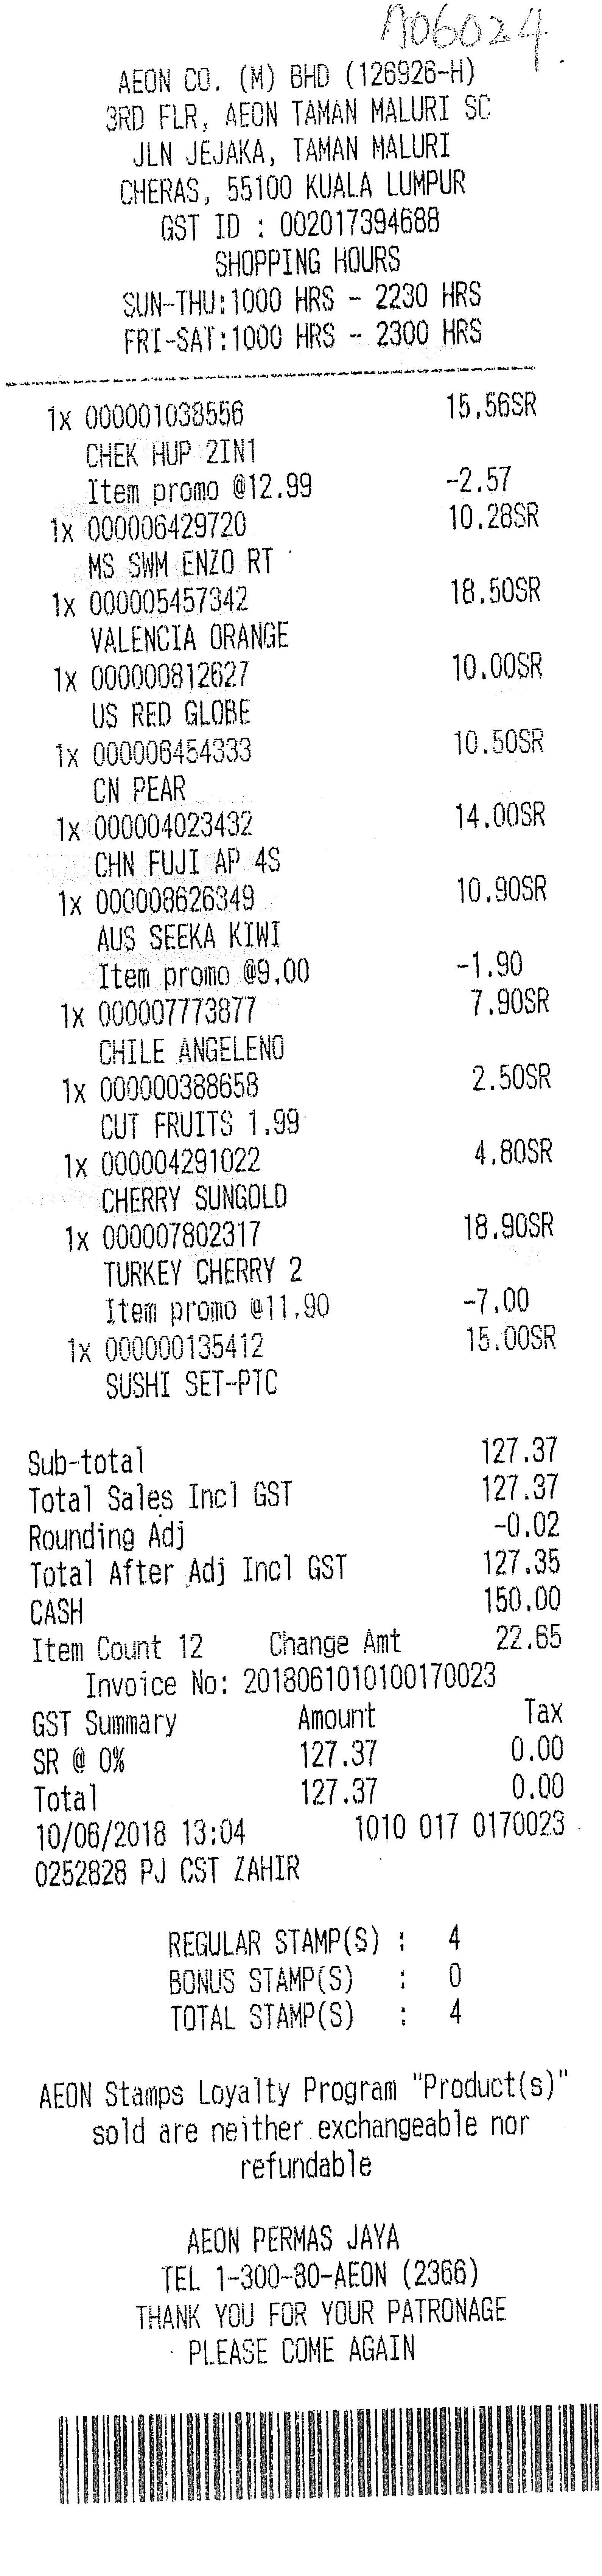 A06024
AEON CO. (M) BHD (126926-H)
3RD FLR, AEON TAMAN MALURI SC
JLN JEJAKA, TAMAN MALURI
CHERAS, 55100 KUALA LUMPUR
GST ID : 002017394688
SHOPPING HOURS
SUN-THU:1000 HRS - 2230 HRS
FRI-SAT:1000 HRS - 2300 HRS
1x 000001038556 15.56SR
CHEK HUP 2IN1
Item promo @12.99 -2.57
1x 000006429720 10.28SR
MS SWM ENZO RT
1x 000005457342 18.50SR
VALENCIA ORANGE
1x 000000812627 10.00SR
US RED GLOBE
1x 000006454333 10.50SR
CN PEAR
1x 000004023432 14.00SR
CHN FUJI AP 4S
1x 000008626349 10.90SR
AUS SEEKA KIWI
Item promo @9.00 -1.90
1x 000007773877 7.90SR
CHILE ANGELENO
1x 000000388658 2.50SR
CUT FRUITS 1.99
1x 000004291022 4.80SR
CHERRY SUNGOLD
1x 000007802317 18.90SR
TURKEY CHERRY 2
Item promo @11.90 -7.00
1x 000000135412 15.00SR
SUSHI SET-PTC
Sub-total 127.37
Total Sales Incl GST 127.37
Rounding Adj -0.02
Total After Adj Incl GST 127.35
CASH 150.00
Item Count 12 Change Amt 22.65
Invoice No: 2018061010100170023
GST Summary Amount Tax
SR @ 0% 127.37 0.00
Total 127.37 0.00
10/06/2018 13:04 1010 017 0170023
0252828 PJ CST ZAHIR
REGULAR STAMP(S) : 4
BONUS STAMP(S) : 0
TOTAL STAMP(S) : 4
AEON Stamps Loyalty Program "Product(s)"
sold are neither exchangeable nor
refundable
AEON PERMAS JAYA
TEL 1-300-80-AEON (2366)
THANK YOU FOR YOUR PATRONAGE
PLEASE COME AGAIN